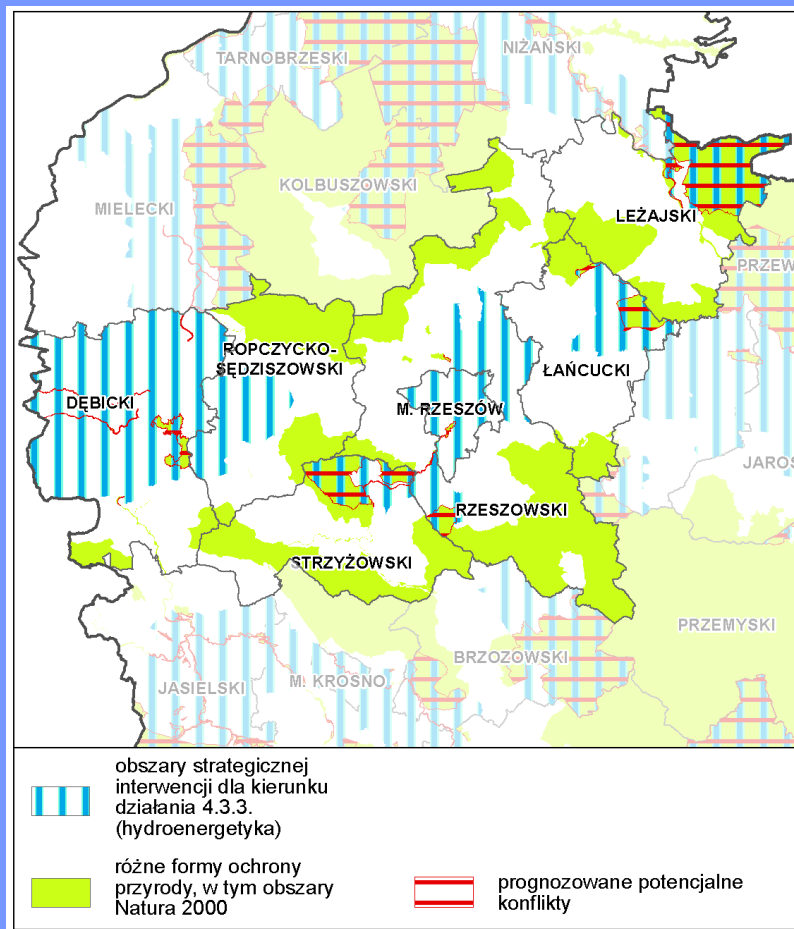 TARNOBRZESKI
NIŻAŃSKI
KOLBUSZOWSKI
MIELECKI
LEŻAJSKI
PRZEW
ROPCZYCKO-
SĘDZISZOWSKI
ŁAŃCUCKI
DĘBICKI
M. RZESZÓW
JAROS
RZESZOWSKI
STRZYŻOWSKI
PRZEMYSKI
BRZOZOWSKI
M. KROSNO
JASIELSKI
obszary strategicznej
interwencji dla kierunku
działania 4.3.3.
(hydroenergetyka)
różne formy ochrony
przyrody, w tym obszary
Natura 2000
prognozowane potencjalne
konflikty